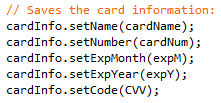 // Saves the card information:
cardInfo.setName(cardName);
cardInfo.setNumber(cardNum);
cardInfo.setExpMonth(expM);
cardInfo.setExpYear(expY);
cardInfo.setCode(CVV);